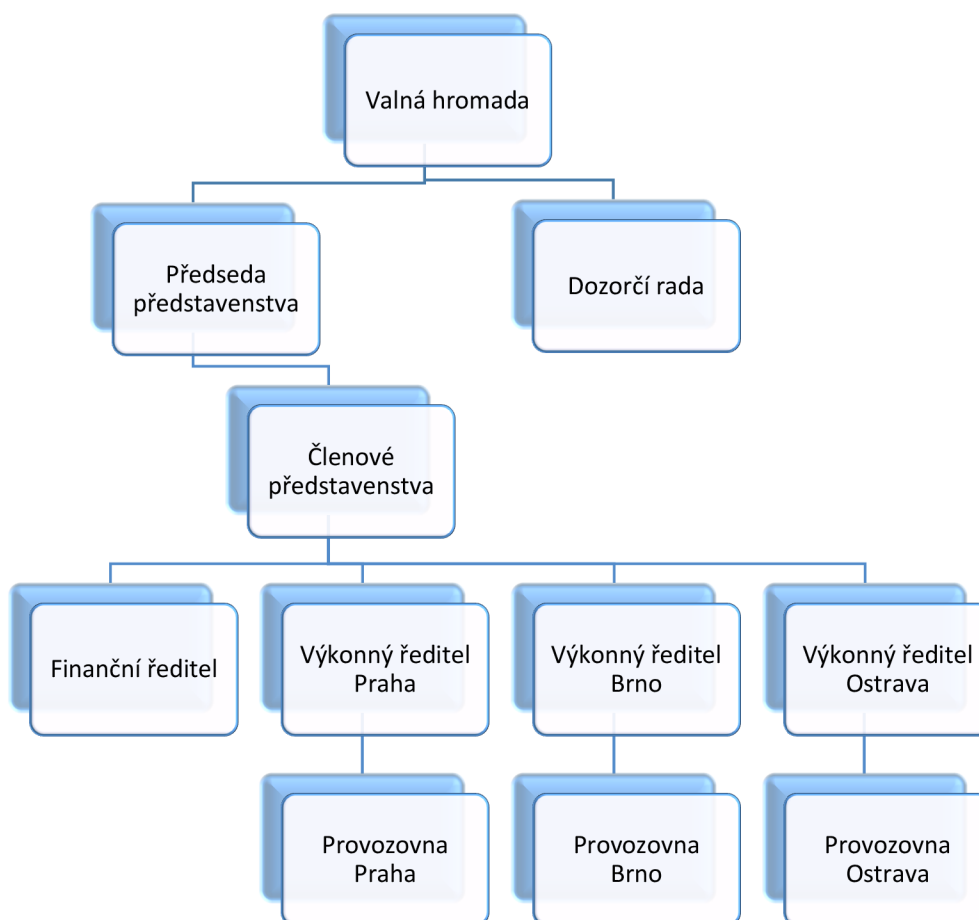 Valná hromada
Předseda
představenstva
Dozorčí rada
Členové
představenstva
Finanční ředitel
Výkonný ředitel
Praha
Výkonný ředitel
Brno
Výkonný ředitel
Ostrava
Provozovna
Praha
Provozovna
Brno
Provozovna
Ostrava